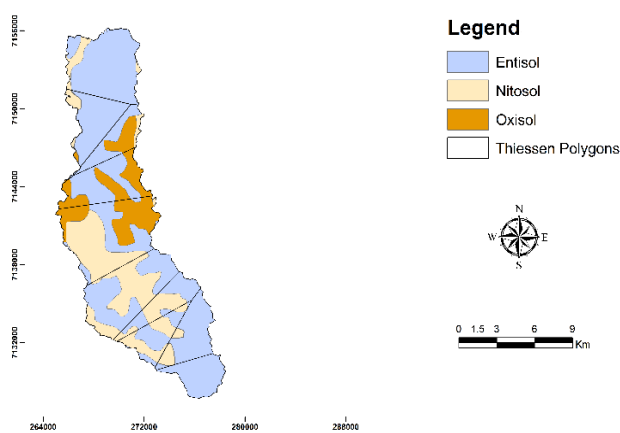 Legend
Entisol
Nitosol
Oxisol
Thiessen Polygons
N
W E
S
0 1.5 3 6 9
Km
7156000
7150000
7144000
7138000
7132000
264000 272000 280000 288000